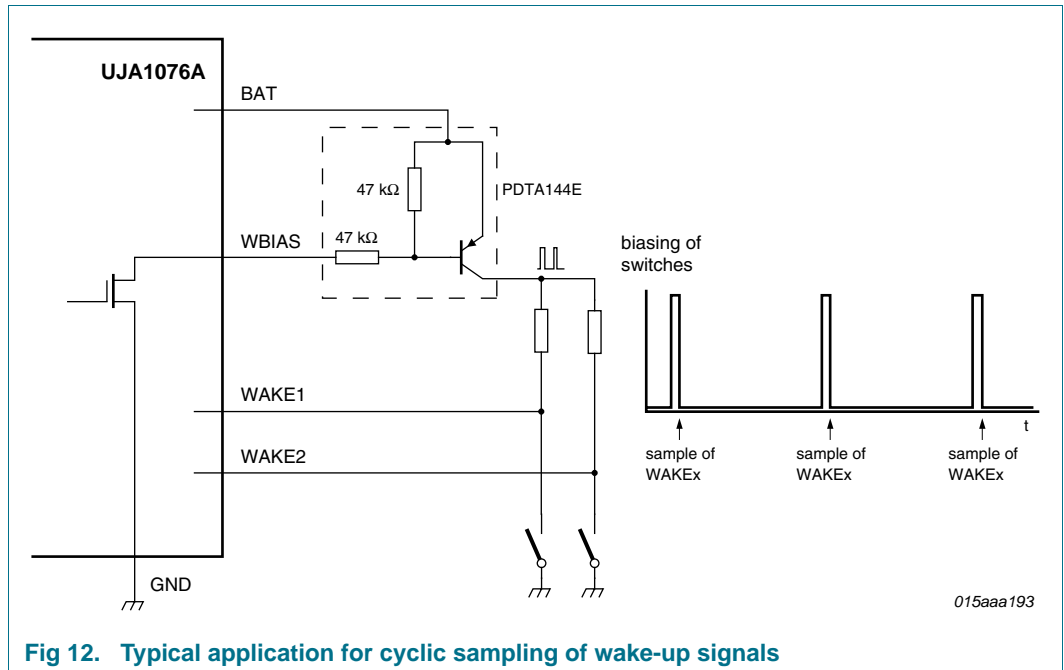 UJA1076A
BAT
47 kΩ
PDTA144E
WBIAS
47 kΩ
biasing of
switches
WAKE1
t
sample of
WAKEx
sample of
WAKEx
sample of
WAKEx
WAKE2
GND
015aaa193
Fig 12. Typical application for cyclic sampling of wake-up signals